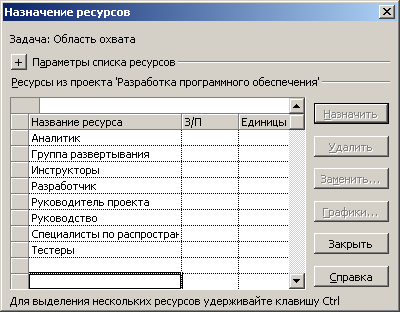 Назначение ресурсов
Задача: Область охвата
+ Параметры списка ресурсов
Ресурсы из проекта 'Разработка программного обеспечения'
Название ресурса З/П Единицы
Аналитик
Группа развертывания
Инструкторы
Разработчик
Руководитель проекта
Руководство
Специалисты по распростран
Тестеры
Назначить
Удалить
Заменить...
Графики...
Закрыть
Справка
Для выделения нескольких ресурсов удерживайте клавишу Ctrl